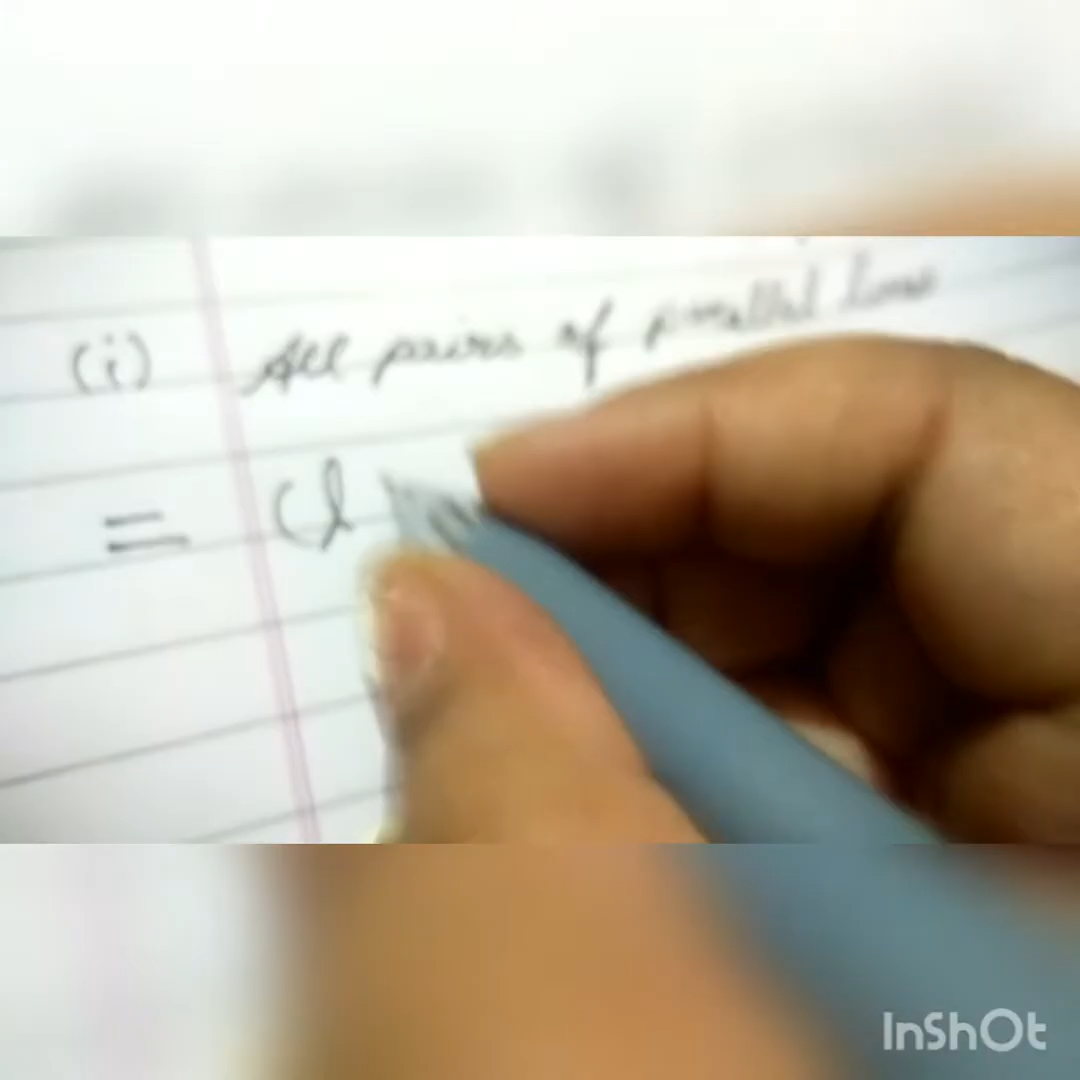 (i) All pairs of parallel lines
= d
InShOt